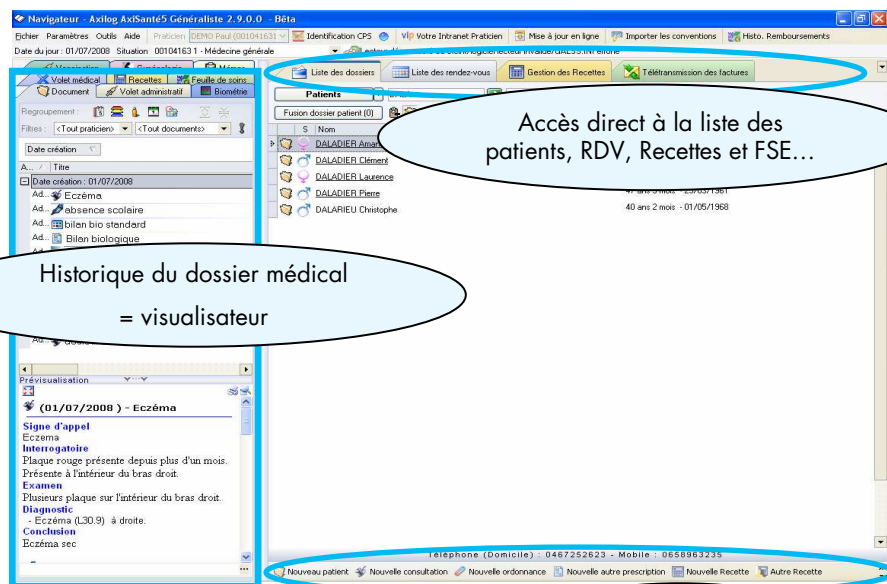 Navigateur - Axilog AxiSanté5 Généraliste 2.9.0.0 - Bêta
Fichier Paramètres Outils Aide Praticien DEMO Paul (00104163) Identification CPS Vip Votre Intranet Praticien Mise à jour en ligne Importer les conventions Histo. Remboursements
Date du jour : 01/07/2008 Situation 00104163 1 - Médecine générale
Volet médical Recettes Feuille de soins
Document Volet administratif Biométrie
Liste des dossiers Liste des rendez-vous Gestion des Recettes Télétransmission des factures
Regroupement :
Filtres : <Tout praticien> <Tout documents>
Date création
A... Titre
Date création : 01/07/2008
Ad... Eczéma
Ad... absence scolaire
Ad... bilan bio standard
Ad... Bilan biologique
Patients
Fusion dossier patient (0)
S Nom
DALADIER
DALADIER Clément
DALADIER Laurence
DALADIER Pierre
DALARIEU Christophe 40 ans 2 mois - 01/05/1968
Accès direct à la liste des
patients, RDV, Recettes et FSE...
Historique du dossier médical
= visualisateur
Prévisualisation
(01/07/2008 ) - Eczéma
Signe d'appel
Eczema
Interrogatoire
Plaque rouge présente depuis plus d'un mois.
Présente à l'intérieur du bras droit.
Examen
Plusieurs plaque sur l'intérieur du bras droit.
Diagnostic
- Eczéma (L30.9) à droite.
Conclusion
Eczéma sec
Téléphone (Domicile) : 0467252623 - Mobile : 0658963235
Nouveau patient Nouvelle consultation Nouvelle ordonnance Nouvelle autre prescription Nouvelle Recette Autre Recette